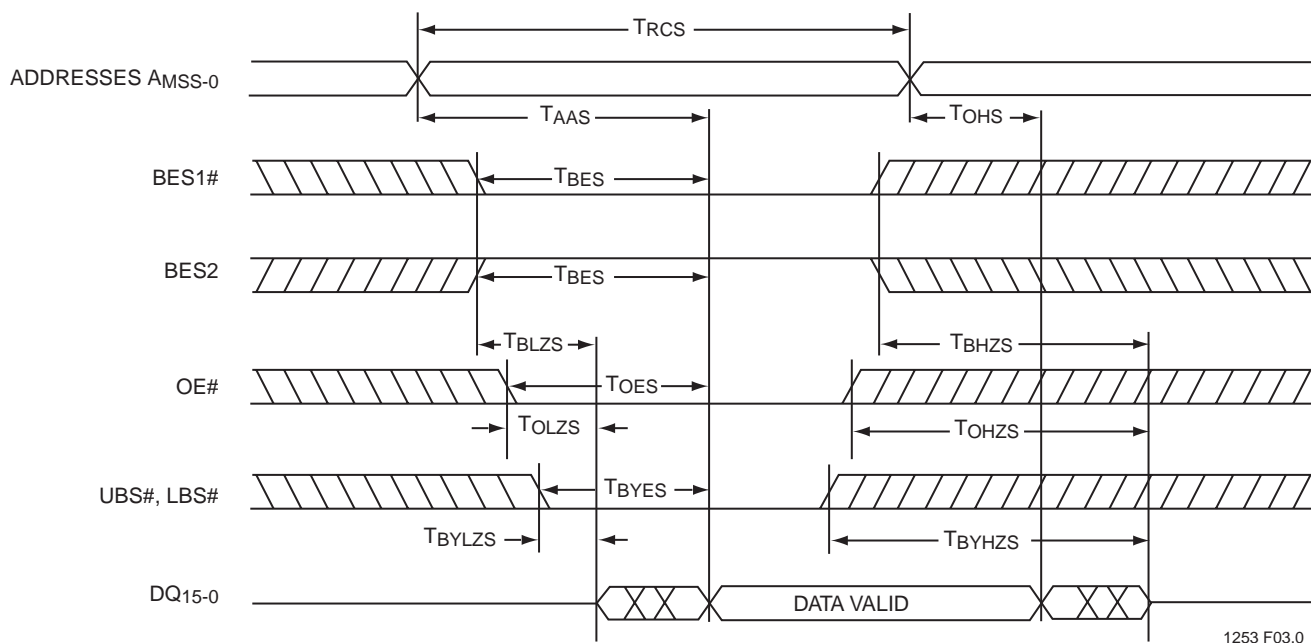 TRCS
ADDRESSES AMSS-0
TAAS
TOHS
BES1#
TBES
BES2
TBES
TBLZS
TBHZS
OE#
TOES
TOLZS
TOHZS
UBS#, LBS#
TBYES
TBYLZS
TBYHZS
DQ15-0
DATA VALID
1253 F03.0